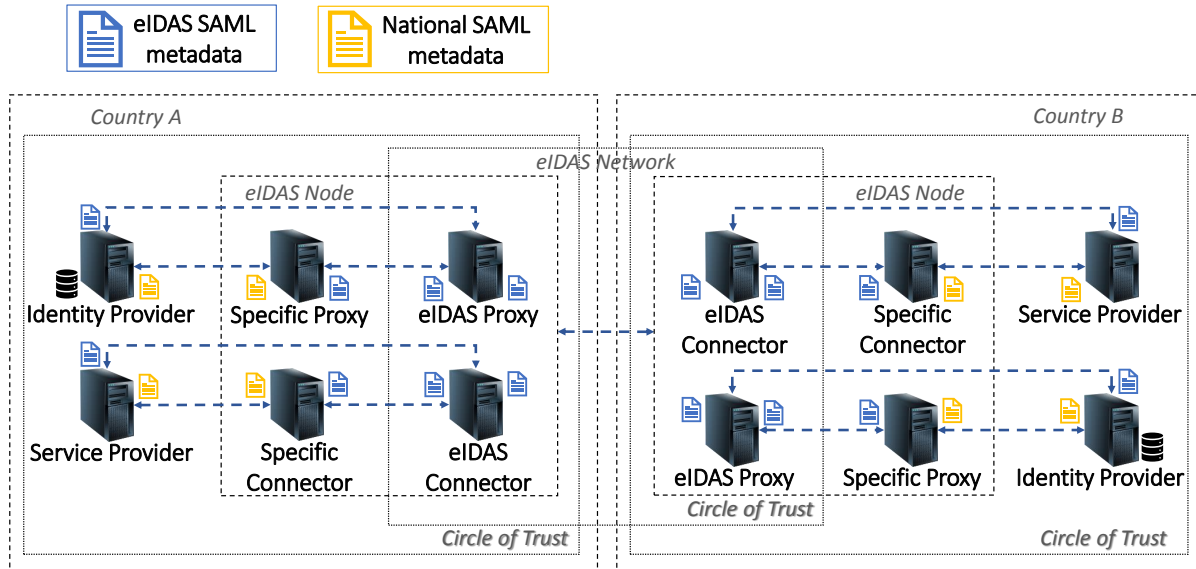 eIDAS SAML
metadata
National SAML
metadata
Country A
Country B
eIDAS Network
eIDAS Node
eIDAS Node
Identity Provider
Specific Proxy
eIDAS Proxy
eIDAS
Connector
Specific
Connector
Service Provider
Service Provider
Specific
Connector
eIDAS
Connector
eIDAS Proxy
Specific Proxy
Identity Provider
Circle of Trust
Circle of Trust
Circle of Trust